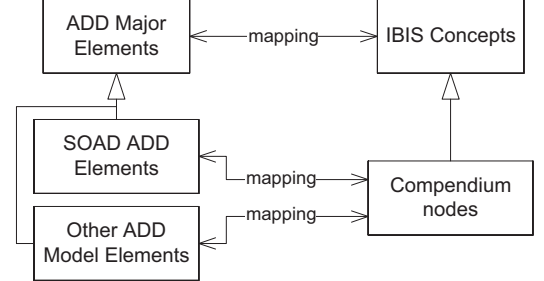 ADD Major
Elements
mapping
IBIS Concepts
SOAD ADD
Elements
mapping
Compendium
nodes
mapping
Other ADD
Model Elements